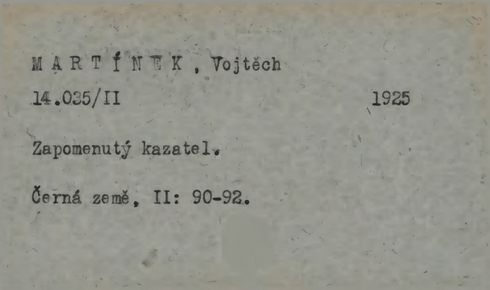 MARTÍNEK, Vojtěch
14.035/II 1925
Zapomenutý kazatel.
Černá země, II: 90-92.